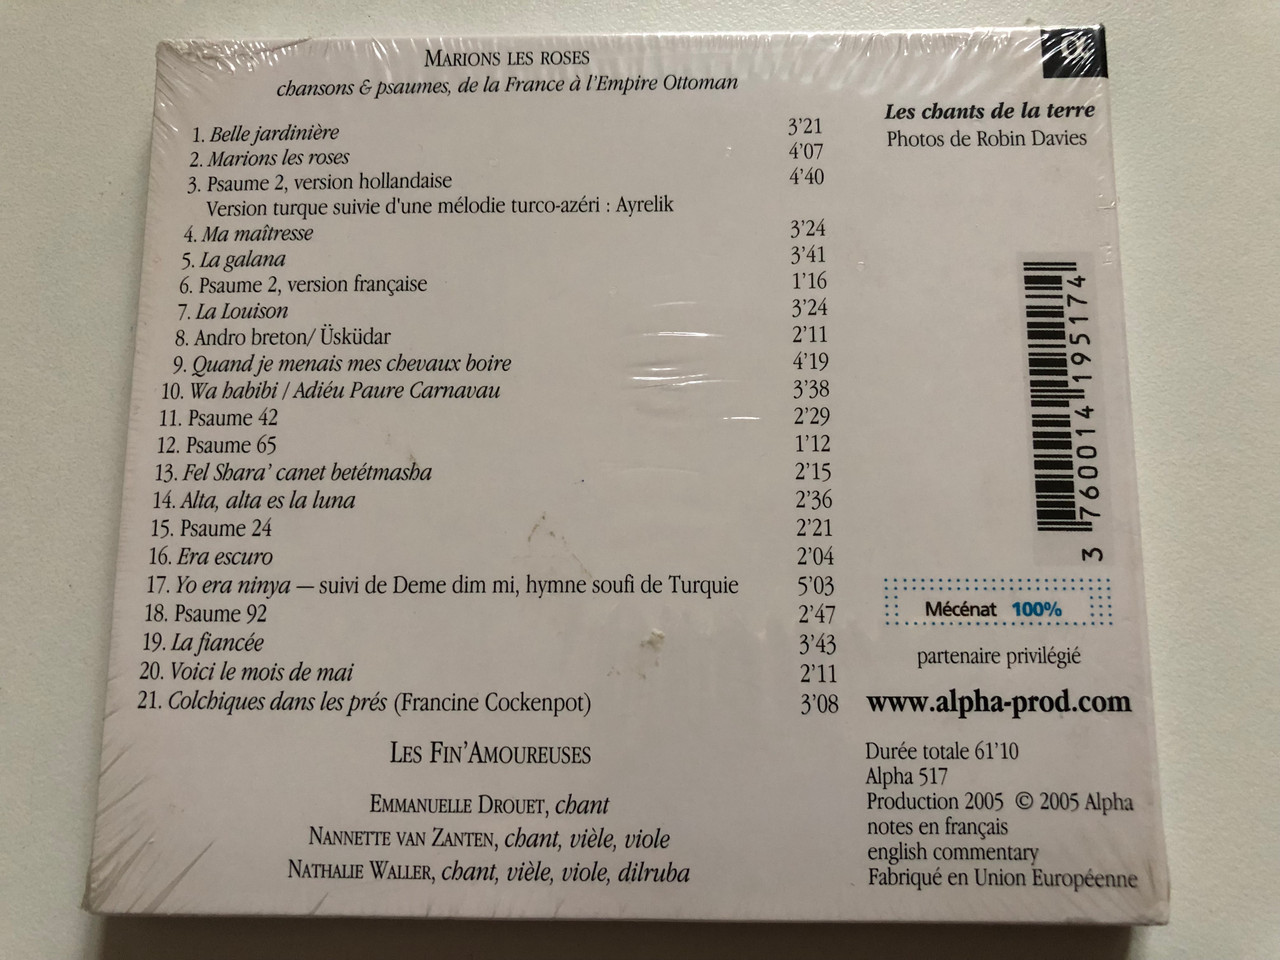 MARIONS LES ROSES
chansons & psaumes, de la France à l'Empire Ottoman
1. Belle jardinière 3'21
2. Marions les roses 4'07
3. Psaume 2, version hollandaise 4'40
Version turque suivie d'une mélodie turco-azéri : Ayrelik
4. Ma maîtresse 3'24
5. La galana 3'41
6. Psaume 2, version française 1'16
7. La Louison 3'24
8. Andro breton/ Üsküdar 2'11
9. Quand je menais mes chevaux boire 4'19
10. Wa habibi / Adiéu Paure Carnavau 3'38
11. Psaume 42 2'29
12. Psaume 65 1'12
13. Fel Shara' canet betétmasha 2'15
14. Alta, alta es la luna 2'36
15. Psaume 24 2'21
16. Era escuro 2'04
17. Yo era ninya — suivi de Deme dim mi, hymne soufi de Turquie 5'03
18. Psaume 92 2'47
19. La fiancée 3'43
20. Voici le mois de mai 2'11
21. Colchiques dans les prés (Francine Cockenpot) 3'08
LES FIN'AMOUREUSES
EMMANUELLE DROUET, chant
NANNETTE VAN ZANTEN, chant, vièle, viole
NATHALIE WALLER, chant, vièle, viole, dilruba
α
Les chants de la terre
Photos de Robin Davies
3 760014 195174
Mécénat 100%
partenaire privilégié
www.alpha-prod.com
Durée totale 61'10
Alpha 517
Production 2005 © 2005 Alpha
notes en français
english commentary
Fabriqué en Union Européenne